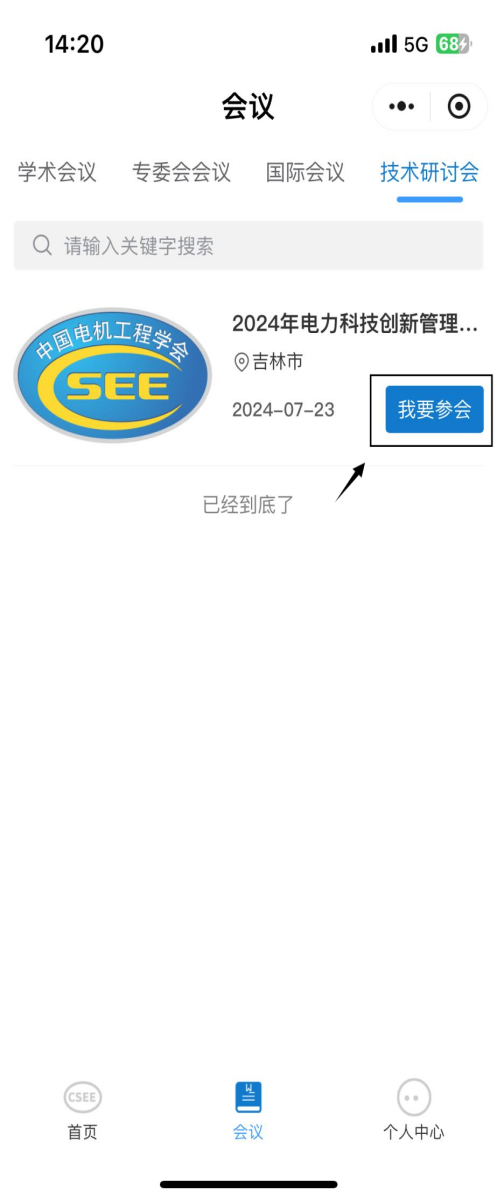 14:20
5G 68
会议
学术会议 专委会会议 国际会议 技术研讨会
请输入关键字搜索
中国电机工程学会
CSEE
2024年电力科技创新管理...
吉林市
2024-07-23
我要参会
已经到底了
CSEE
首页 会议 个人中心